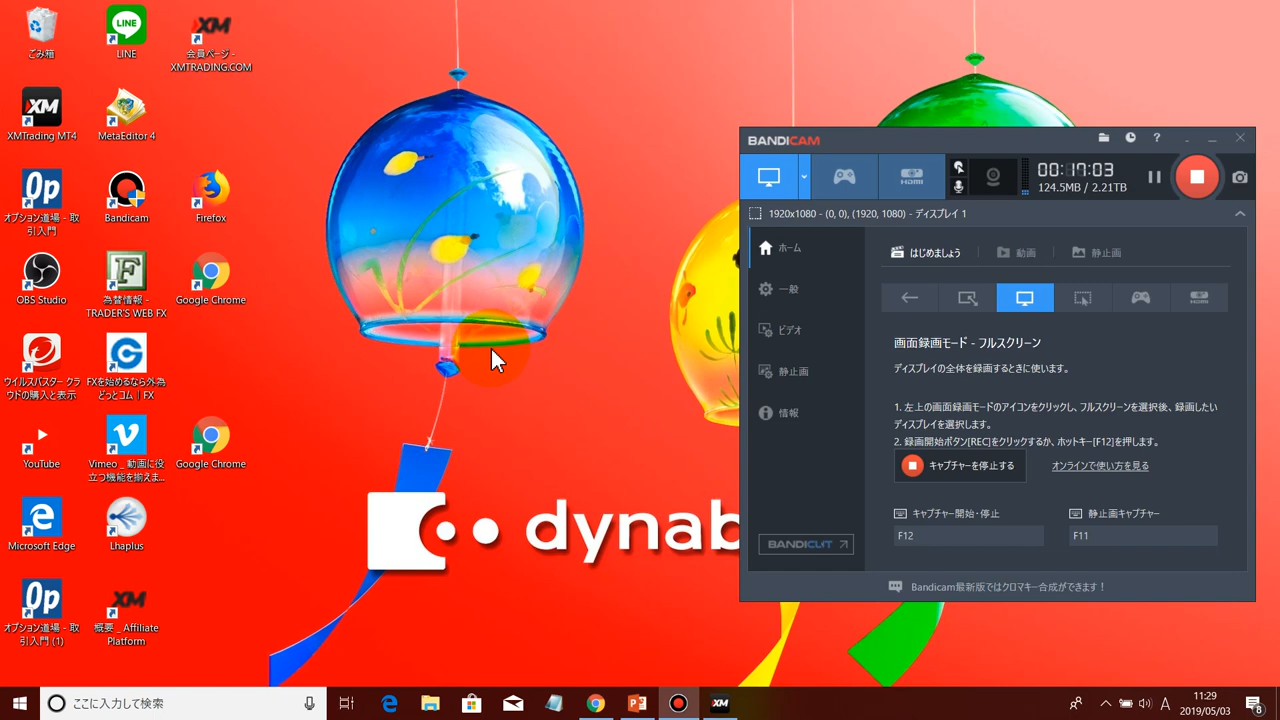 ごみ箱
LINE
会員ページ -
XMTRADING.COM
XMTrading MT4
MetaEditor 4
オプション道場 - 取
引入門
Bandicam
Firefox
OBS Studio
為替情報 -
TRADER'S WEB FX
Google Chrome
ウイルスバスター クラ
ウドの購入と表示
FXを始めるなら外為
どっとコム | FX
YouTube
Vimeo _ 動画に役
立つ機能を揃えま...
Google Chrome
Microsoft Edge
Lhaplus
オプション道場 - 取
引入門 (1)
概要 _ Affiliate
Platform
dynab
BANDICAM
00:17:03
124.5MB / 2.21TB
1920x1080 - (0, 0), (1920, 1080) - ディスプレイ 1
ホーム
一般
ビデオ
静止画
情報
BANDICUT
はじめましょう
動画
静止画
画面録画モード - フルスクリーン
ディスプレイの全体を録画するときに使います。
1. 左上の画面録画モードのアイコンをクリックし、フルスクリーンを選択後、録画したい
ディスプレイを選択します。
2. 録画開始ボタン[REC]をクリックするか、ホットキー[F12]を押します。
キャプチャーを停止する
オンラインで使い方を見る
キャプチャー開始・停止
静止画キャプチャー
F12
F11
Bandicam最新版ではクロマキー合成ができます！
ここに入力して検索
A
11:29
2019/05/03
8